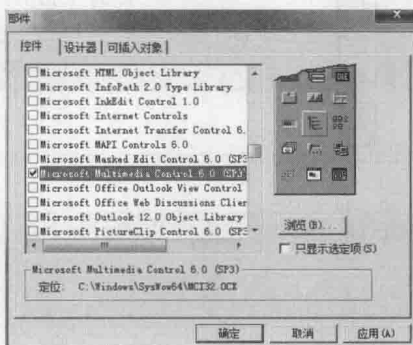 部件
控件 设计器 可插入对象
Microsoft HTML Object Library
Microsoft InfoPath 2.0 Type Library
Microsoft InkEdit Control 1.0
Microsoft Internet Controls
Microsoft Internet Transfer Control 6.
Microsoft MAPI Controls 6.0
Microsoft Masked Edit Control 6.0 (SP3
Microsoft Multimedia Control 6.0 (SP3)
Microsoft Office Outlook View Control
Microsoft Office Web Discussions Clien
Microsoft Outlook 12.0 Object Library
Microsoft PictureClip Control 6.0 (SP3
浏览(B)...
只显示选定项(S)
Microsoft Multimedia Control 6.0 (SP3)
定位: C:\Windows\SysWow64\MCI32.OCX
确定 取消 应用(A)